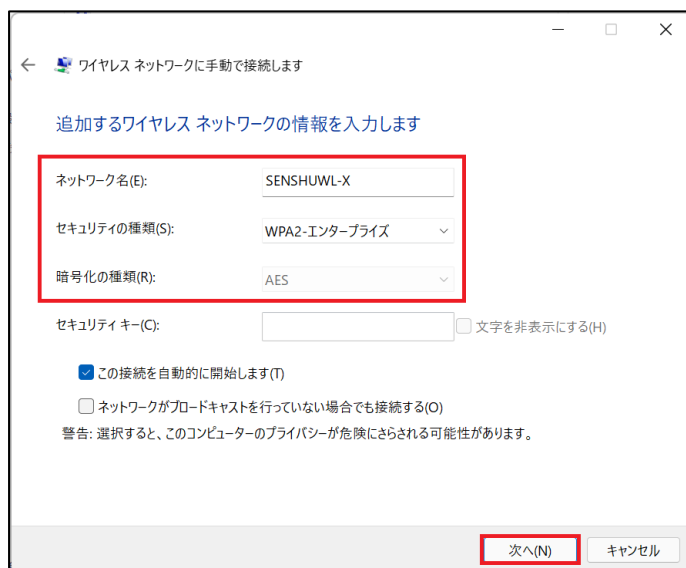 ワイヤレス ネットワークに手動で接続します
追加するワイヤレス ネットワークの情報を入力します
ネットワーク名(E): SENSHUWL-X
セキュリティの種類(S): WPA2-エンタープライズ
暗号化の種類(R): AES
セキュリティ キー(C): 文字を非表示にする(H)
この接続を自動的に開始します(T)
ネットワークがブロードキャストを行っていない場合でも接続する(O)
警告: 選択すると、このコンピューターのプライバシーが危険にさらされる可能性があります。
次へ(N) キャンセル